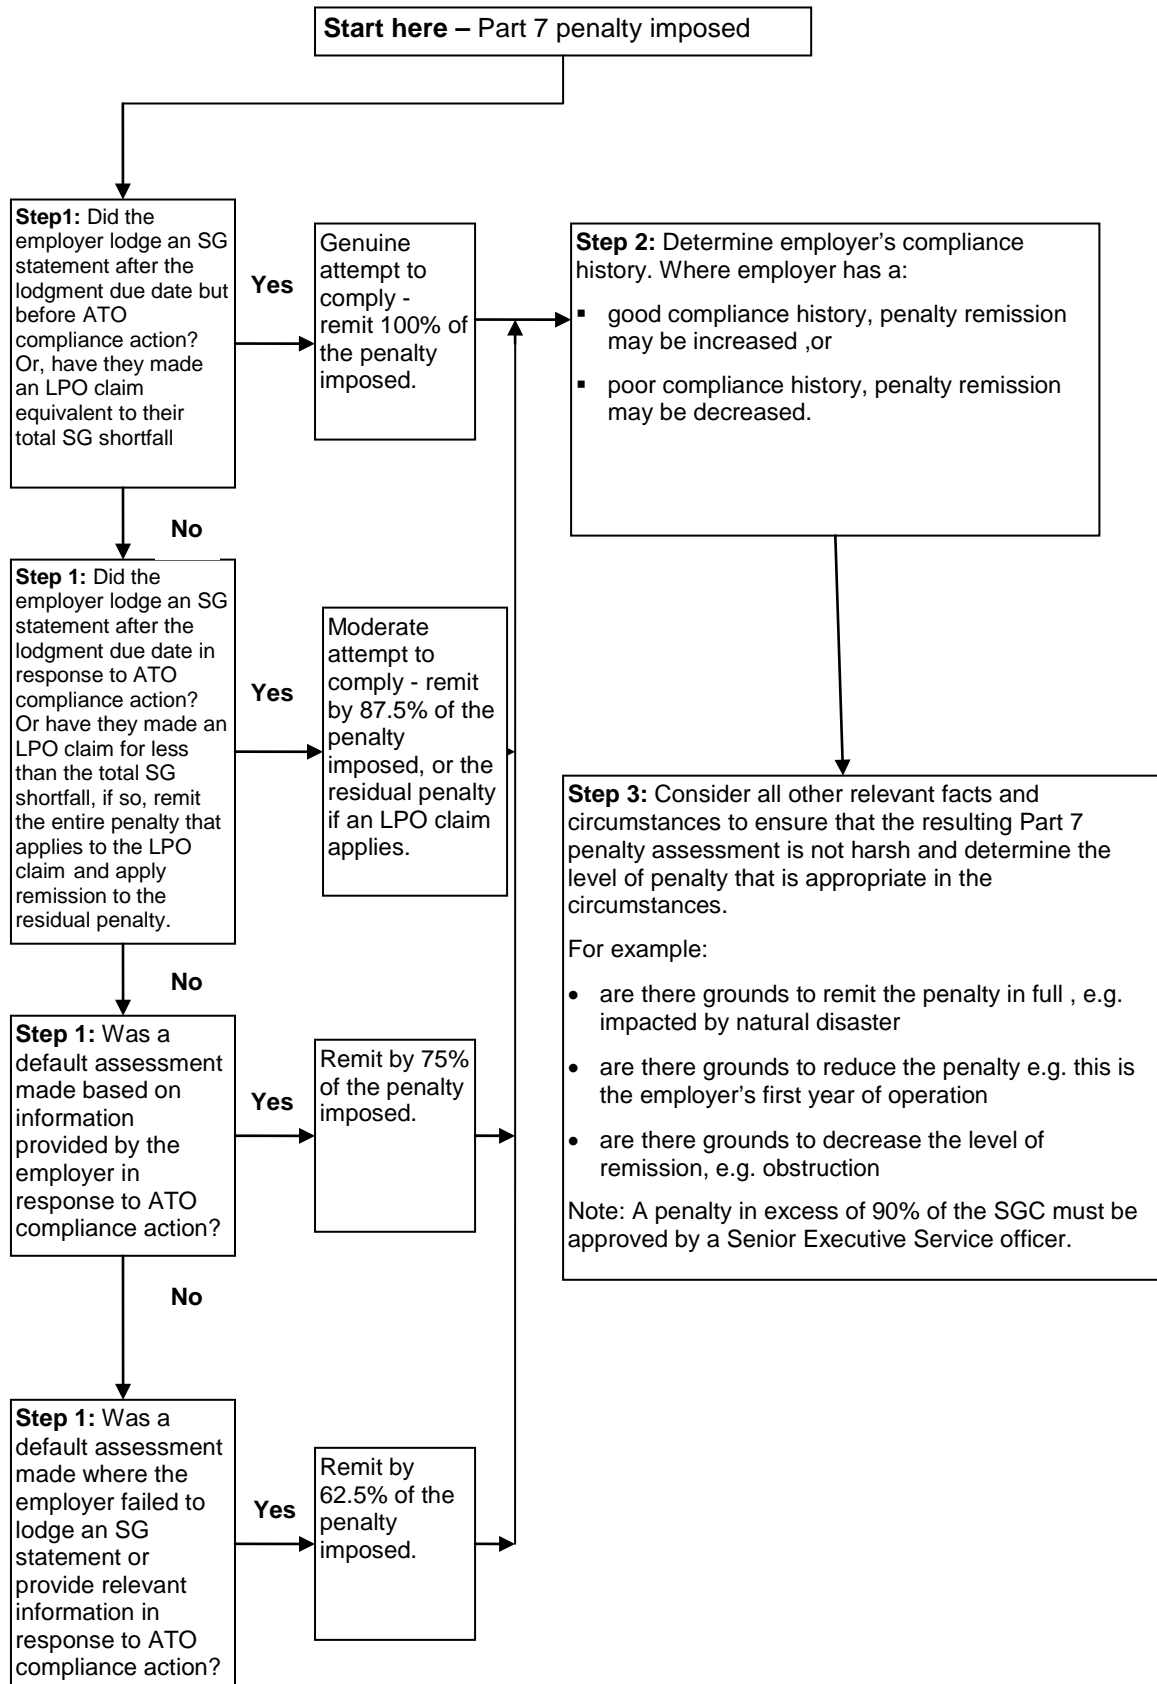 Start here – Part 7 penalty imposed
Step1: Did the
employer lodge an SG
statement after the
lodgment due date but
before ATO
compliance action?
Or, have they made
an LPO claim
equivalent to their
total SG shortfall
Yes
Genuine
attempt to
comply -
remit 100% of
the penalty
imposed.
Step 2: Determine employer's compliance
history. Where employer has a:
▪ good compliance history, penalty remission
may be increased ,or
▪ poor compliance history, penalty remission
may be decreased.
No
Step 1: Did the
employer lodge an SG
statement after the
lodgment due date in
response to ATO
compliance action?
Or have they made an
LPO claim for less
than the total SG
shortfall, if so, remit
the entire penalty that
applies to the LPO
claim and apply
remission to the
residual penalty.
Yes
Moderate
attempt to
comply - remit
by 87.5% of the
penalty
imposed, or the
residual penalty
if an LPO claim
applies.
Step 3: Consider all other relevant facts and
circumstances to ensure that the resulting Part 7
penalty assessment is not harsh and determine the
level of penalty that is appropriate in the
circumstances.
For example:
• are there grounds to remit the penalty in full , e.g.
impacted by natural disaster
• are there grounds to reduce the penalty e.g. this is
the employer's first year of operation
• are there grounds to decrease the level of
remission, e.g. obstruction
Note: A penalty in excess of 90% of the SGC must be
approved by a Senior Executive Service officer.
No
Step 1: Was a
default assessment
made based on
information
provided by the
employer in
response to ATO
compliance action?
Yes
Remit by 75%
of the penalty
imposed.
No
Step 1: Was a
default assessment
made where the
employer failed to
lodge an SG
statement or
provide relevant
information in
response to ATO
compliance action?
Yes
Remit by
62.5% of the
penalty
imposed.